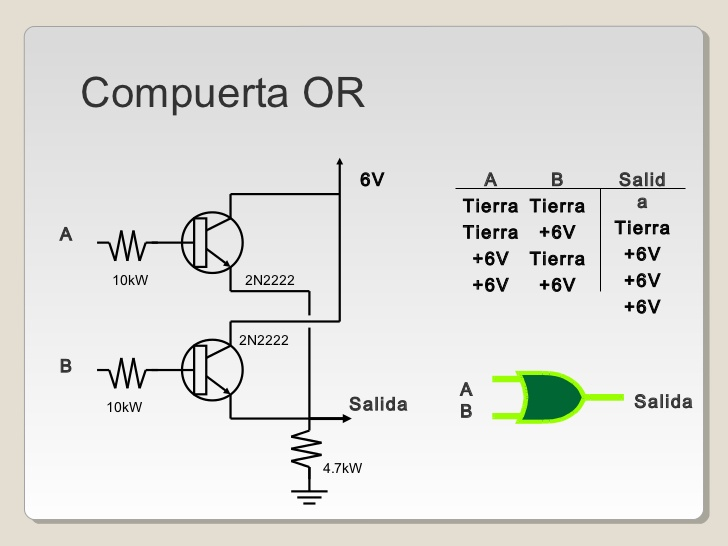 Compuerta OR
6V
A
10kW
2N2222
2N2222
B
10kW
Salida
4.7kW
A B Salid
a
Tierra Tierra Tierra
Tierra +6V +6V
+6V Tierra +6V
+6V +6V +6V
A
B
Salida